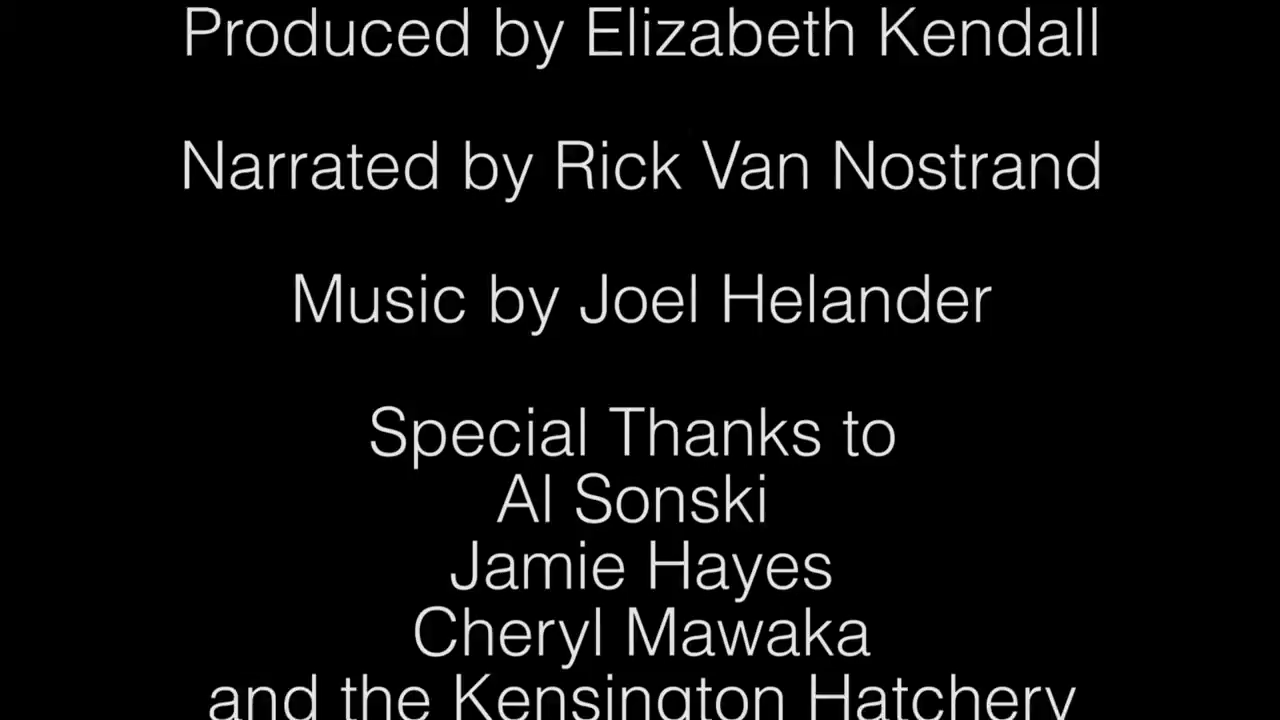 Produced by Elizabeth Kendall
Narrated by Rick Van Nostrand
Music by Joel Helander
Special Thanks to
Al Sonski
Jamie Hayes
Cheryl Mawaka
and the Kensington Hatchery